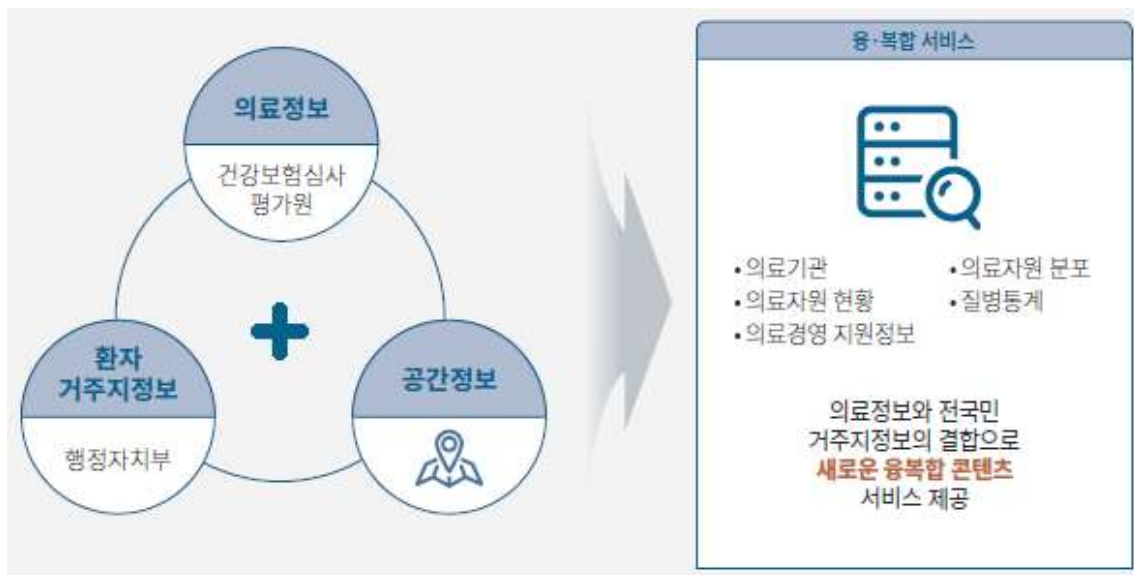 의료정보
건강보험심사
평가원
환자
거주지정보
행정자치부
공간정보
융·복합 서비스
•의료기관
•의료자원 분포
•의료자원 현황
•질병통계
•의료경영 지원정보
의료정보와 전국민
거주지정보의 결합으로
새로운 융복합 콘텐츠
서비스 제공